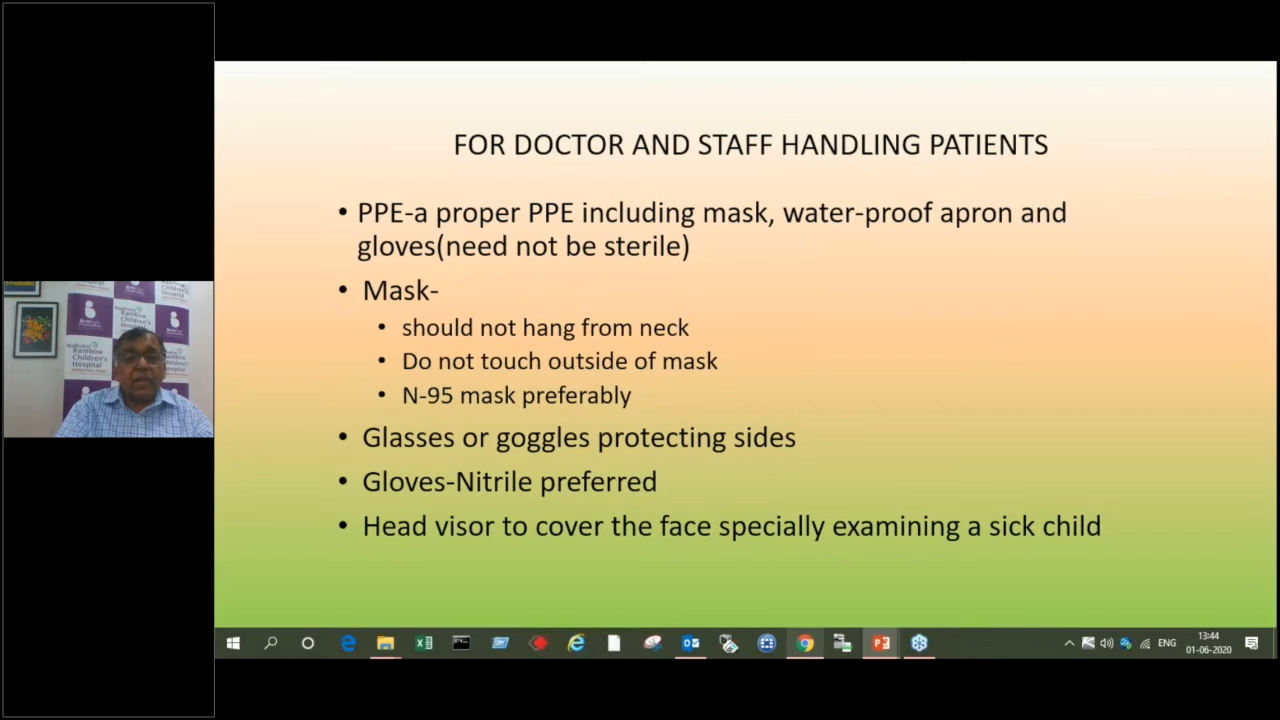 FOR DOCTOR AND STAFF HANDLING PATIENTS
• PPE-a proper PPE including mask, water-proof apron and
gloves(need not be sterile)
• Mask-
• should not hang from neck
• Do not touch outside of mask
• N-95 mask preferably
• Glasses or goggles protecting sides
• Gloves-Nitrile preferred
• Head visor to cover the face specially examining a sick child
Rainbow
Children's
Hospital
ENG
13:44
01-06-2020